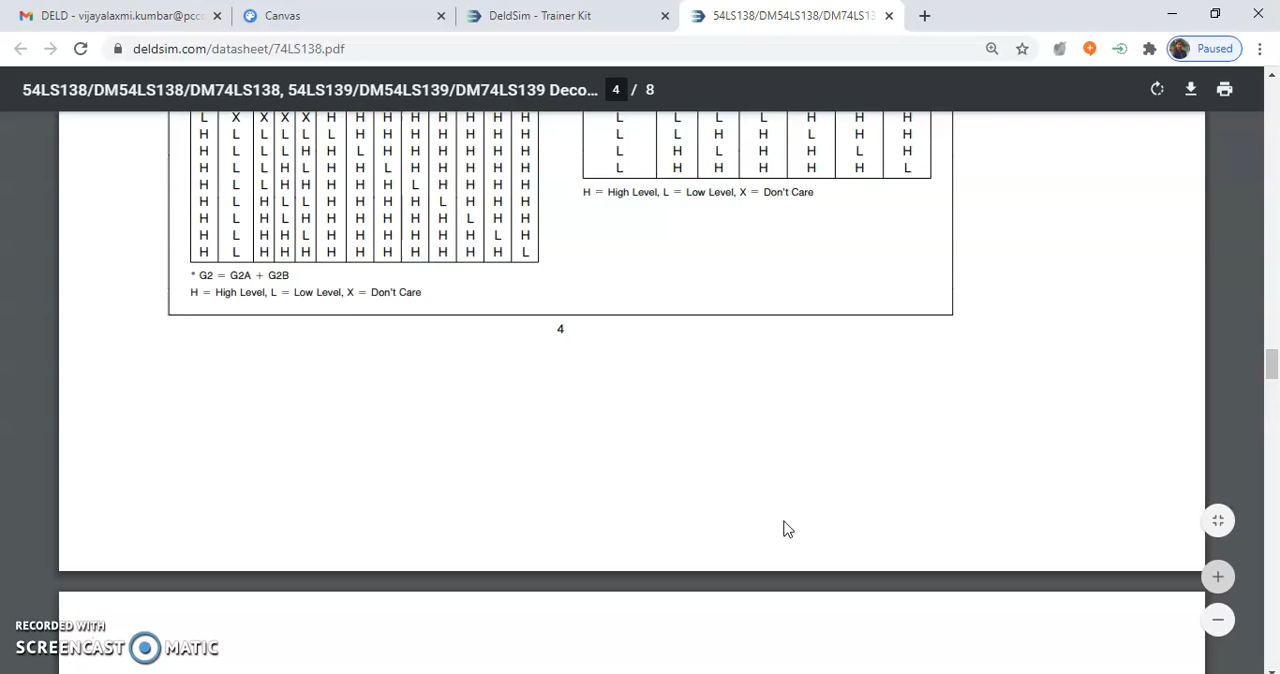 DELD - vijayalaxmi.kumbar@pcc
Canvas
DeldSim - Trainer Kit
54LS138/DM54LS138/DM74LS13
deldsim.com/datasheet/74LS138.pdf
Paused
54LS138/DM54LS138/DM74LS138, 54LS139/DM54LS139/DM74LS139 Deco... 4 / 8
L X X X X H H H H H H H H
H L L L L L H H H H H H H
H L L L H H L H H H H H H
H L L H L H H L H H H H H
H L L H H H H H L H H H H
H L H L L H H H H L H H H
H L H L H H H H H H L H H
H L H H L H H H H H H L H
H L H H H H H H H H H H L
* G2 = G2A + G2B
H = High Level, L = Low Level, X = Don't Care
L L L L H H H
L L H H L H H
L H L H H L H
L H H H H H L
H = High Level, L = Low Level, X = Don't Care
4
RECORDED WITH
SCREENCAST MATIC